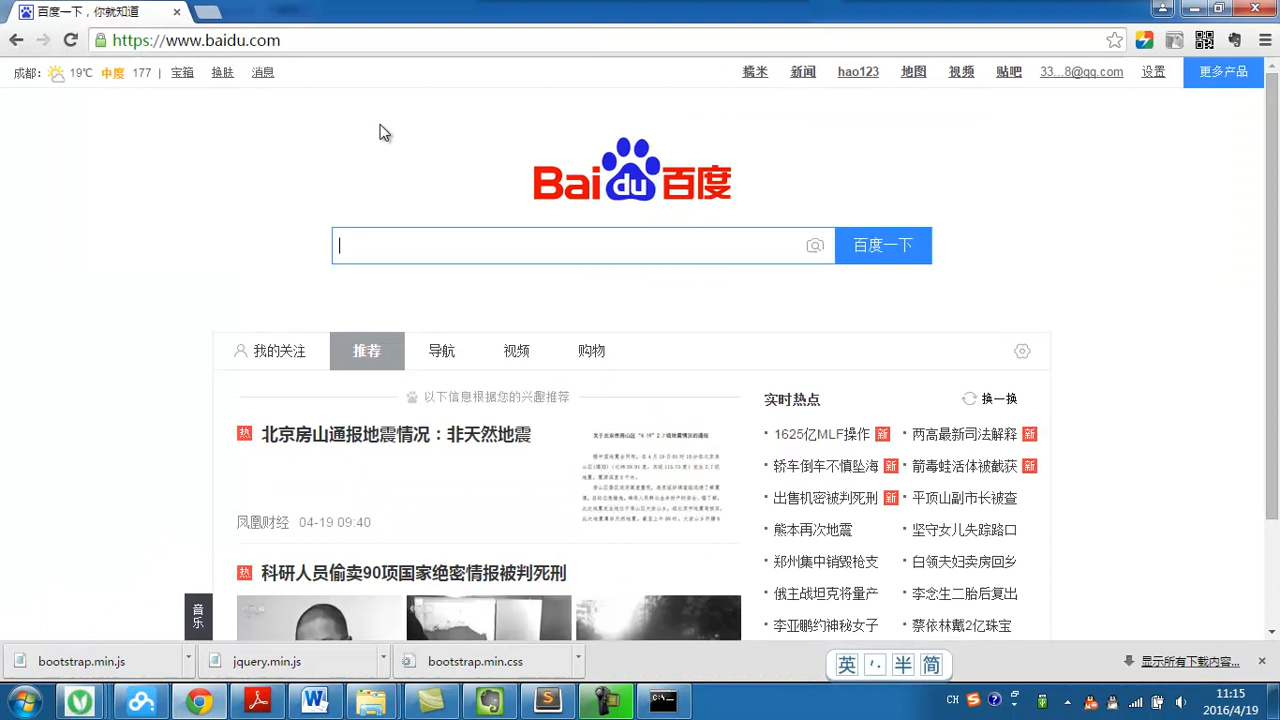 百度一下，你就知道
https://www.baidu.com
成都： 19℃ 中度 177 | 宝箱 换肤 消息
糯米 新闻 hao123 地图 视频 贴吧 33...8@qq.com 设置 更多产品
Bai du 百度
百度一下
我的关注 推荐 导航 视频 购物
以下信息根据您的兴趣推荐
热 北京房山通报地震情况：非天然地震
凤凰财经 04-19 09:40
热 科研人员偷卖90项国家绝密情报被判死刑
实时热点 换一换
1625亿MLF操作 新 两高最新司法解释 新
轿车倒车不慎坠海 新 箭毒蛙活体被截获 新
出售机密被判死刑 新 平顶山副市长被查
熊本再次地震 坚守女儿失踪路口
郑州集中销毁枪支 白领夫妇卖房回乡
俄主战坦克将量产 李念生二胎后复出
李亚鹏约神秘女子 蔡依林戴2亿珠宝
音乐
bootstrap.min.js jquery.min.js bootstrap.min.css
英 半 简
显示所有下载内容...
CH
11:15
2016/4/19